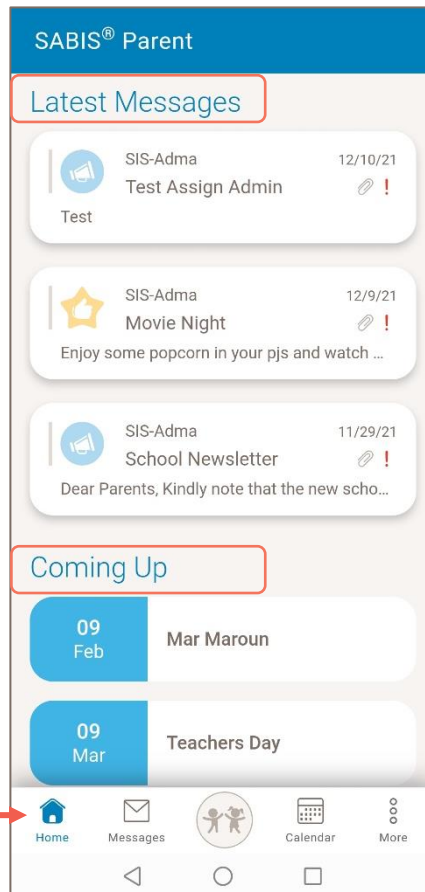 SABIS® Parent
Latest Messages
SIS-Adma 12/10/21
Test Assign Admin !
Test
SIS-Adma 12/9/21
Movie Night !
Enjoy some popcorn in your pjs and watch ...
SIS-Adma 11/29/21
School Newsletter !
Dear Parents, Kindly note that the new scho...
Coming Up
09
Feb
Mar Maroun
09
Mar
Teachers Day
Home Messages Calendar More